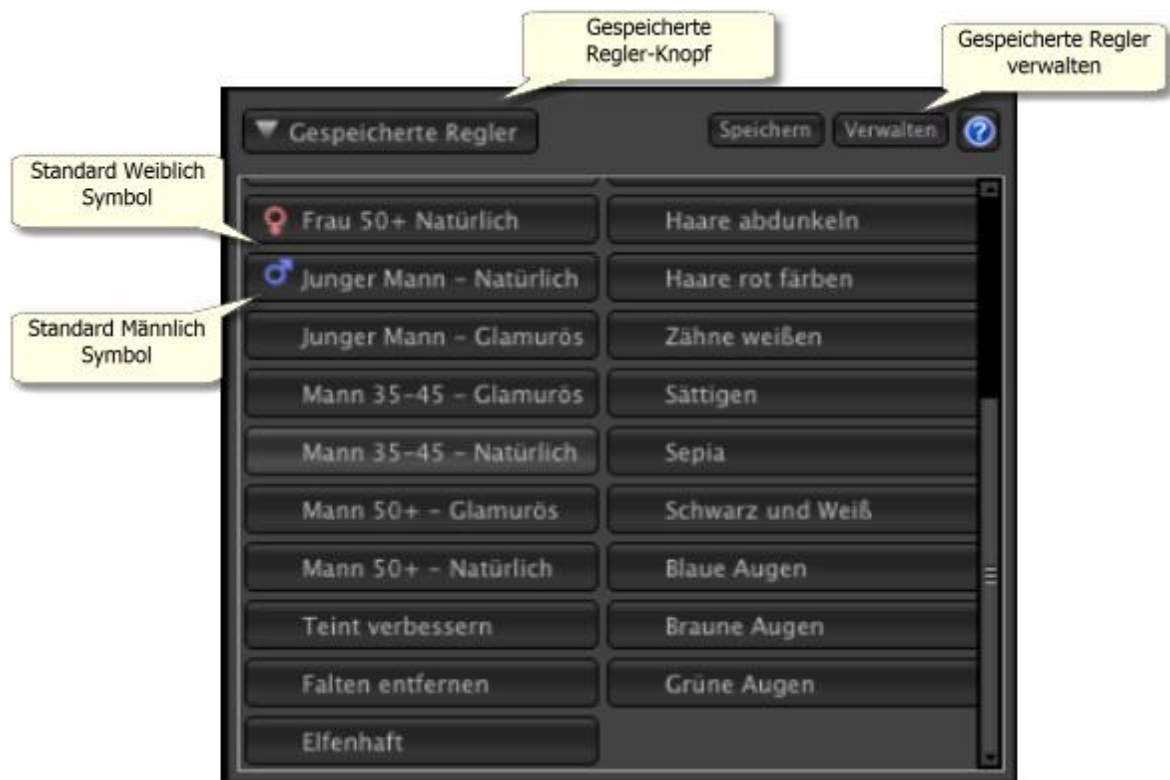 Gespeicherte
Regler-Knopf
Gespeicherte Regler
verwalten
Gespeicherte Regler
Speichern
Verwalten
?
Standard Weiblich
Symbol
Standard Männlich
Symbol
Frau 50+ Natürlich
Haare abdunkeln
Junger Mann - Natürlich
Haare rot färben
Junger Mann - Glamurös
Zähne weißen
Mann 35-45 - Glamurös
Sättigen
Mann 35-45 - Natürlich
Sepia
Mann 50+ - Glamurös
Schwarz und Weiß
Mann 50+ - Natürlich
Blaue Augen
Teint verbessern
Braune Augen
Falten entfernen
Grüne Augen
Elfenhaft